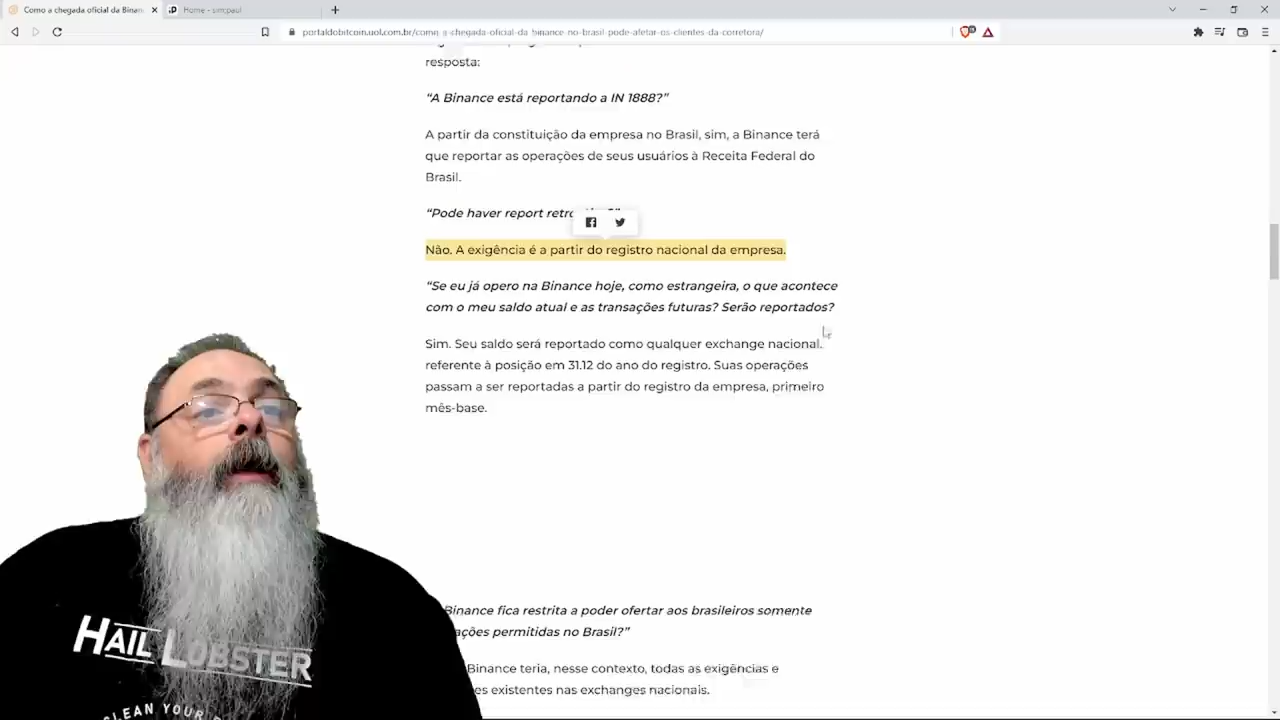 Como a chegada oficial da Binan
Home - sim;paul
portaldobitcoin.uol.com.br/como-a-chegada-oficial-da-binance-no-brasil-pode-afetar-os-clientes-da-corretora/
resposta:
“A Binance está reportando a IN 1888?”
A partir da constituição da empresa no Brasil, sim, a Binance terá
que reportar as operações de seus usuários à Receita Federal do
Brasil.
“Pode haver report
Não. A exigência é a partir do registro nacional da empresa.
“Se eu já opero na Binance hoje, como estrangeira, o que acontece
com o meu saldo atual e as transações futuras? Serão reportados?
Sim. Seu saldo será reportado como qualquer exchange nacional.
referente à posição em 31.12 do ano do registro. Suas operações
passam a ser reportadas a partir do registro da empresa, primeiro
mês-base.
Binance fica restrita a poder ofertar aos brasileiros somente
ações permitidas no Brasil?”
Binance teria, nesse contexto, todas as exigências e
es existentes nas exchanges nacionais.
HAIL LOBSTER
CLEAN YOUR